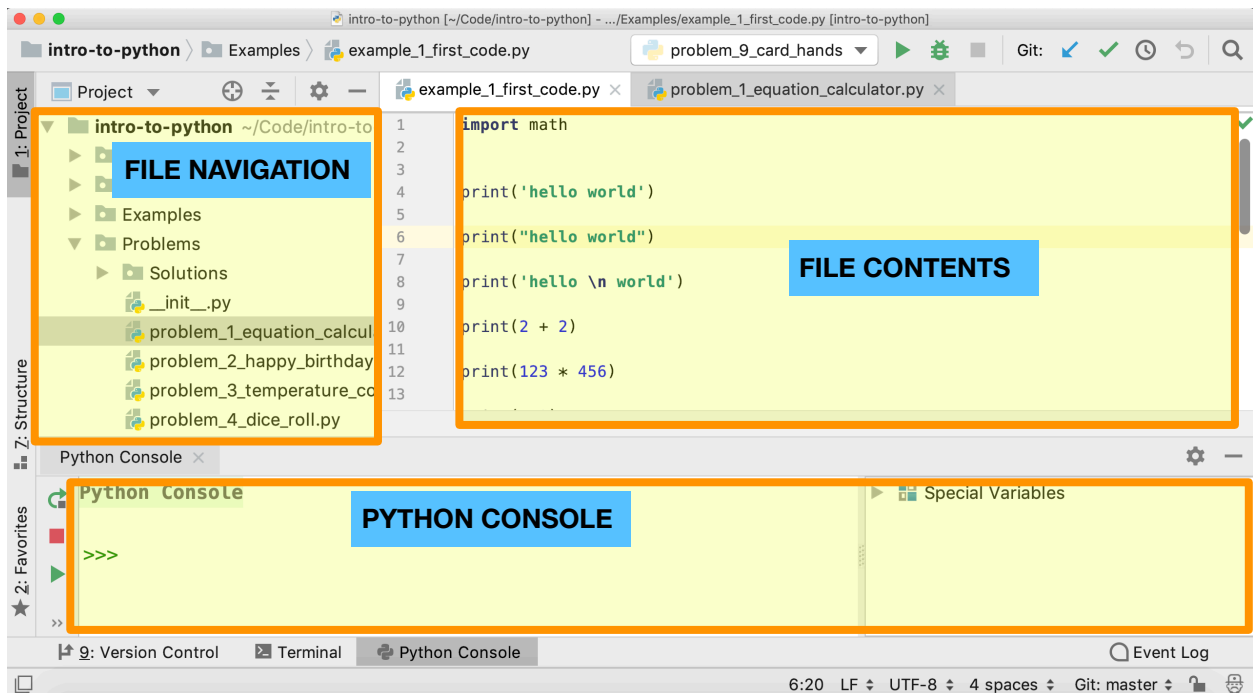 intro-to-python [~/Code/intro-to-python] - .../Examples/example_1_first_code.py [intro-to-python]
intro-to-python Examples example_1_first_code.py problem_9_card_hands Git:
1: Project
Project
example_1_first_code.py problem_1_equation_calculator.py
intro-to-python ~/Code/intro-to
FILE NAVIGATION
Examples
Problems
Solutions
__init__.py
problem_1_equation_calcul
problem_2_happy_birthday
problem_3_temperature_co
problem_4_dice_roll.py
1 import math
2
3
4 print('hello world')
5
6 print("hello world")
7
8 print('hello \n world')
9
10 print(2 + 2)
11
12 print(123 * 456)
13
FILE CONTENTS
Z: Structure
2: Favorites
Python Console
Python Console
>>>
PYTHON CONSOLE
Special Variables
9: Version Control Terminal Python Console Event Log
6:20 LF UTF-8 4 spaces Git: master